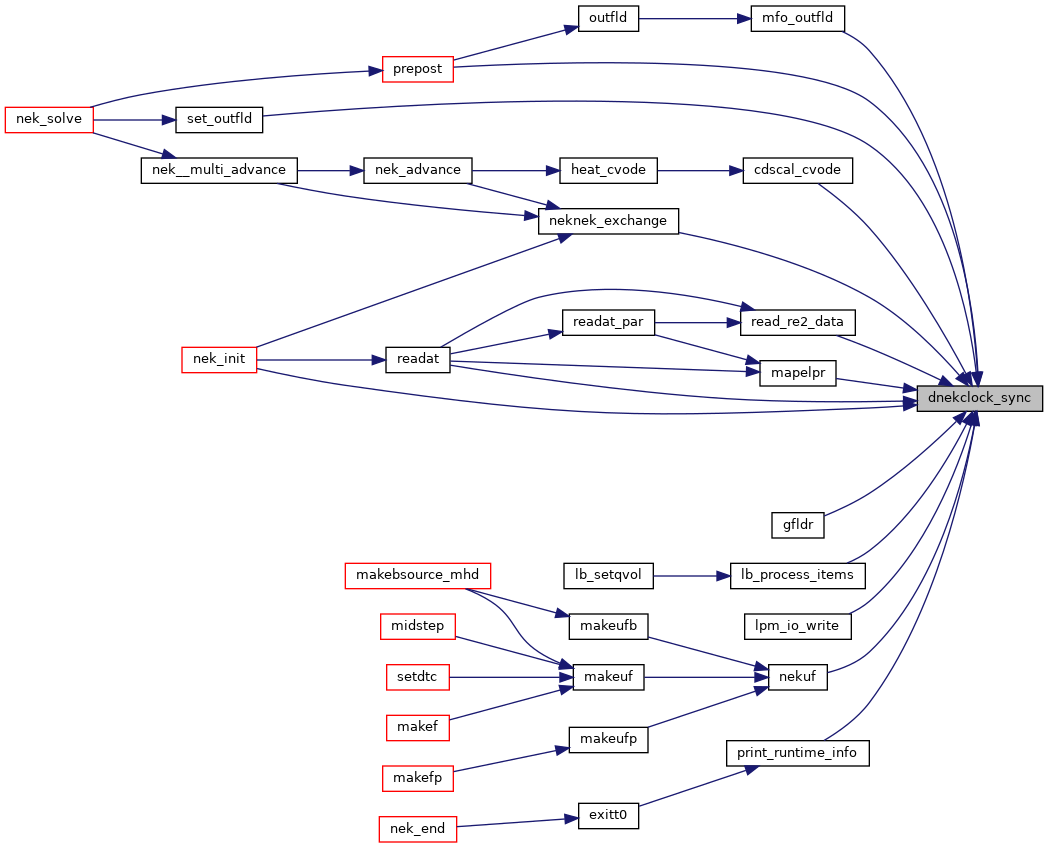 outfld
mfo_outfld
prepost
nek_solve
set_outfld
nek__multi_advance
nek_advance
heat_cvode
cdscal_cvode
neknek_exchange
readat_par
read_re2_data
nek_init
readat
mapelpr
dnekclock_sync
gfldr
makebsource_mhd
lb_setqvol
lb_process_items
midstep
makeufb
lpm_io_write
setdtc
makeuf
nekuf
makef
makeufp
print_runtime_info
makefp
exitt0
nek_end